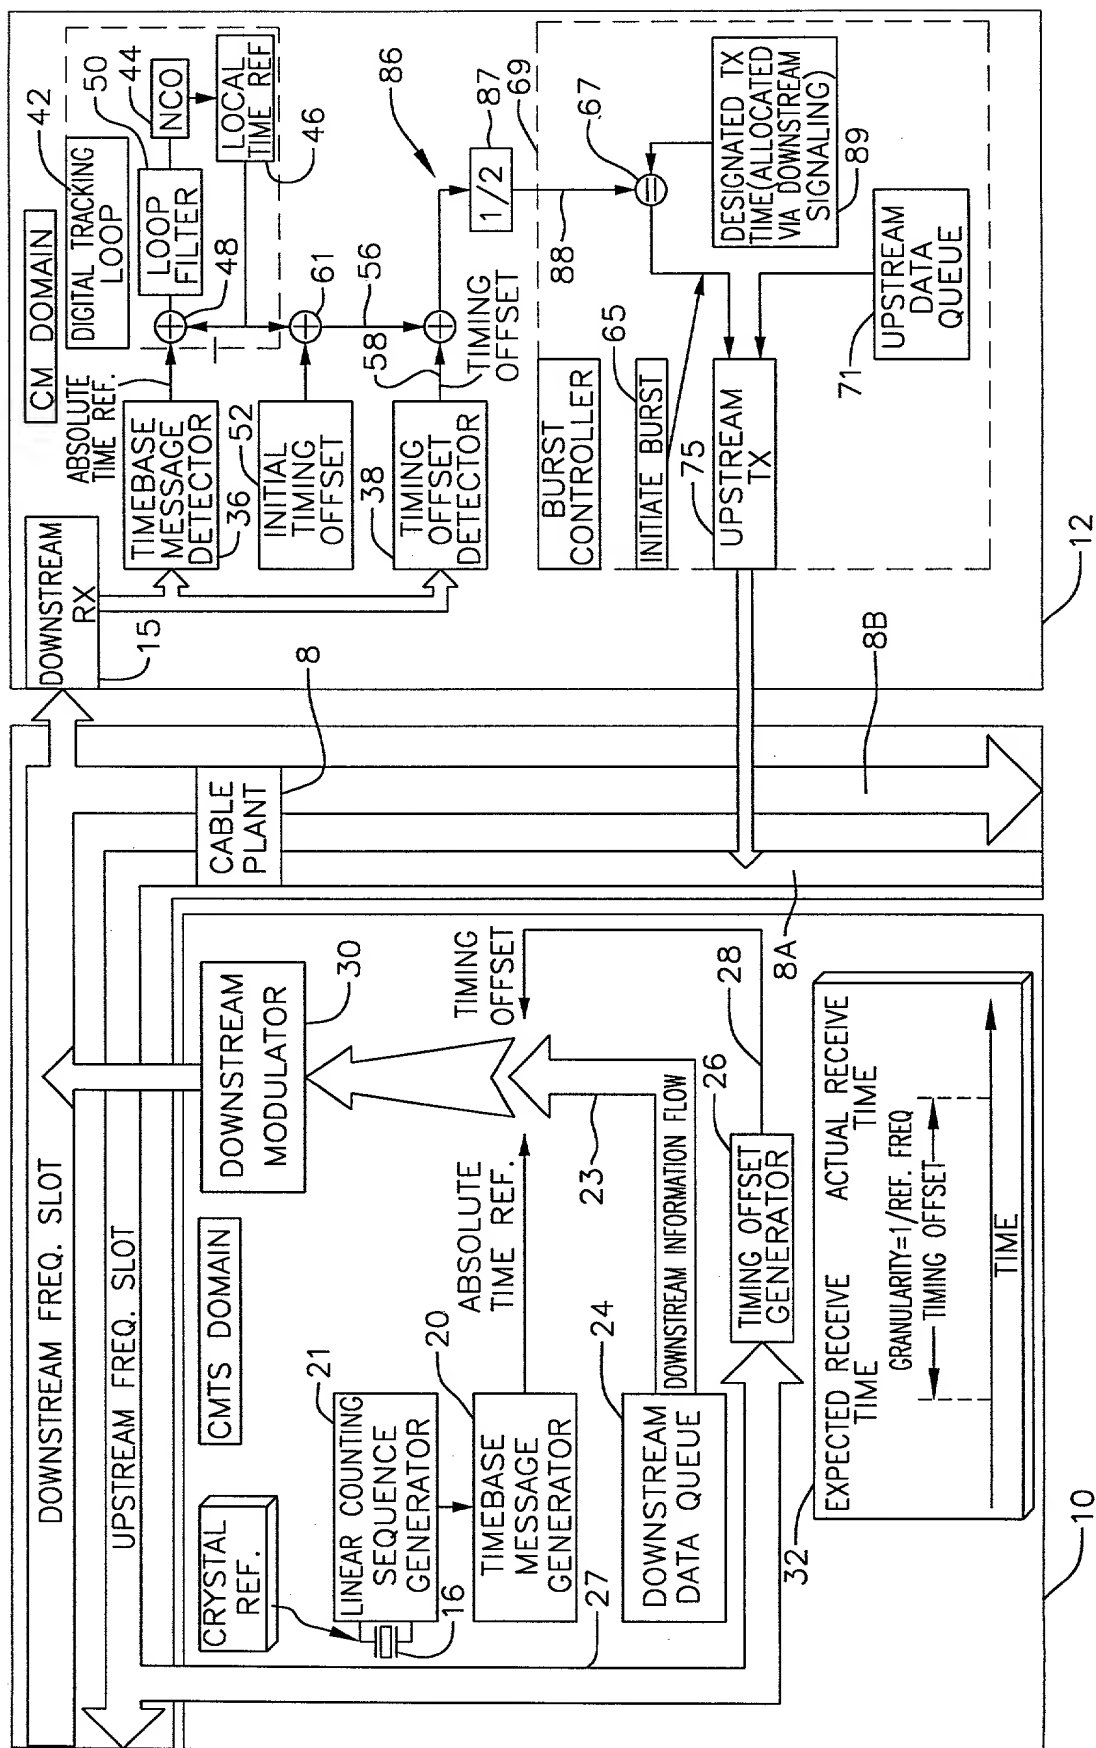 DOWNSTREAM FREQ. SLOT
UPSTREAM FREQ. SLOT
CMTS DOMAIN
CRYSTAL
REF.
16
LINEAR COUNTING
SEQUENCE
GENERATOR
21
TIMEBASE
MESSAGE
GENERATOR
20
ABSOLUTE
TIME REF.
DOWNSTREAM
DATA QUEUE
24
DOWNSTREAM INFORMATION FLOW
23
27
DOWNSTREAM
MODULATOR
30
TIMING
OFFSET
28
TIMING OFFSET
GENERATOR
26
32
EXPECTED RECEIVE
TIME
ACTUAL RECEIVE
TIME
GRANULARITY=1/REF. FREQ
TIMING OFFSET
TIME
10
CABLE
PLANT
8
8A
8B
CM DOMAIN
DOWNSTREAM
RX
15
ABSOLUTE
TIME REF.
TIMEBASE
MESSAGE
DETECTOR
36
DIGITAL TRACKING
LOOP
42
LOOP
FILTER
50
NCO
44
LOCAL
TIME REF
46
48
INITIAL
TIMING
OFFSET
52
61
56
TIMING
OFFSET
DETECTOR
38
58
TIMING
OFFSET
86
1/2
87
88
69
BURST
CONTROLLER
INITIATE BURST
65
67
UPSTREAM
TX
75
DESIGNATED TX
TIME(ALLOCATED
VIA DOWNSTREAM
SIGNALING)
89
UPSTREAM
DATA
QUEUE
71
12